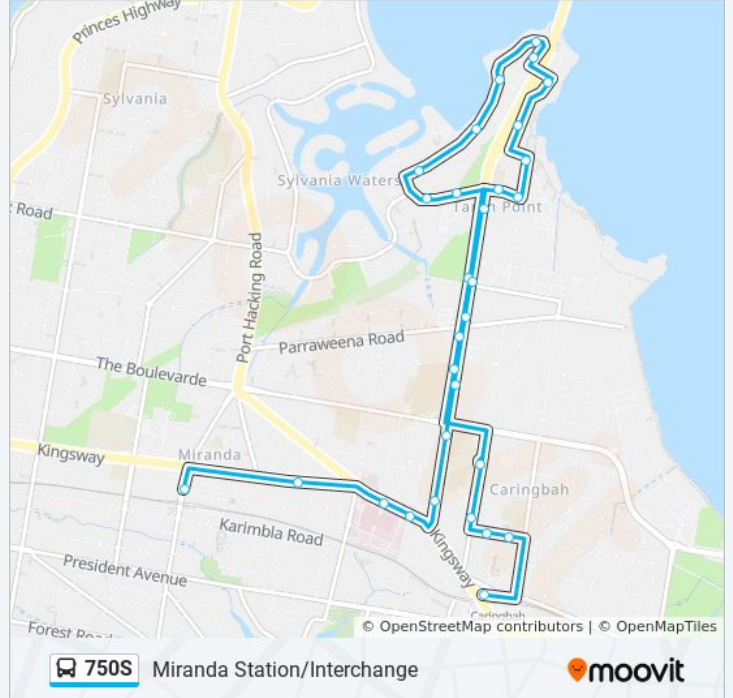 Princes Highway
Sylvania
Sylvania Waters
Taren Point
Road
Port Hacking Road
Parraweena Road
The Boulevarde
Miranda
Kingsway
Caringbah
Karimbla Road
Kingsway
President Avenue
Caringbah
Forest Road
© OpenStreetMap contributors | © OpenMapTiles
750S
Miranda Station/Interchange
moovit